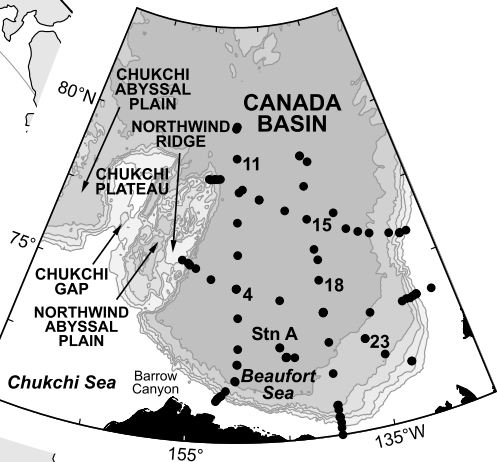 80°N
CHUKCHI
ABYSSAL
PLAIN
CANADA
BASIN
NORTHWIND
RIDGE
11
CHUKCHI
PLATEAU
15
75°
CHUKCHI
GAP
18
4
NORTHWIND
ABYSSAL
PLAIN
Stn A
23
Chukchi Sea
Barrow
Canyon
Beaufort
Sea
135°W
155°